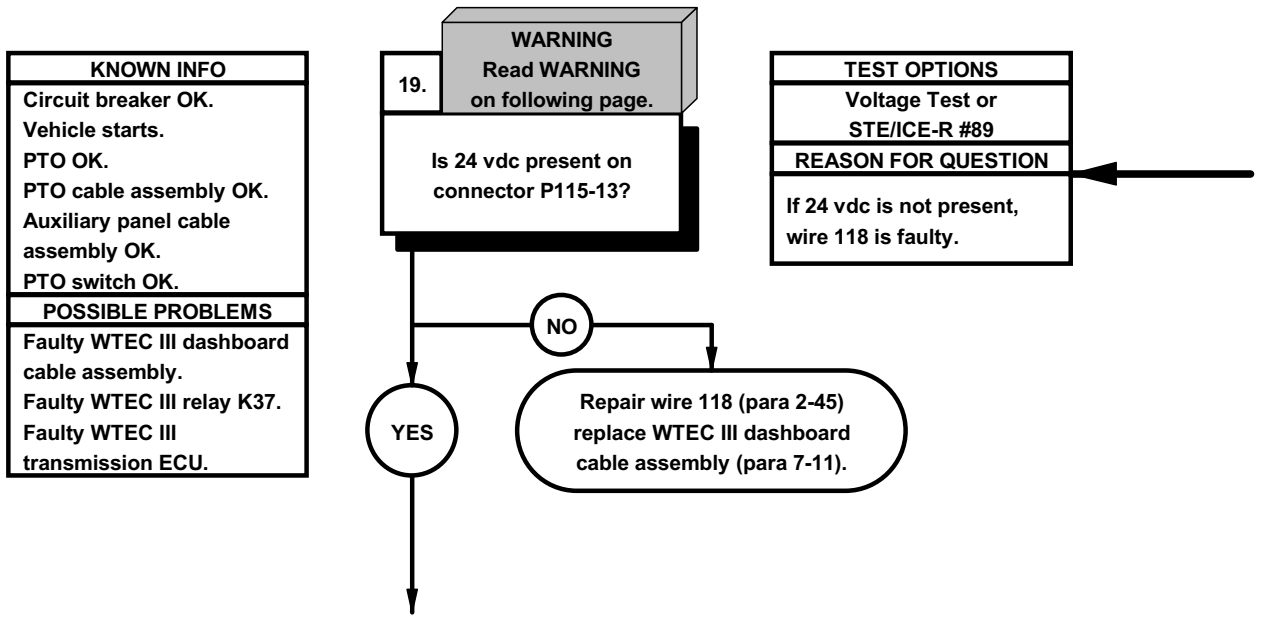 KNOWN INFO
Circuit breaker OK.
Vehicle starts.
PTO OK.
PTO cable assembly OK.
Auxiliary panel cable
assembly OK.
PTO switch OK.
POSSIBLE PROBLEMS
Faulty WTEC III dashboard
cable assembly.
Faulty WTEC III relay K37.
Faulty WTEC III
transmission ECU.
19.
WARNING
Read WARNING
on following page.
Is 24 vdc present on
connector P115-13?
NO
YES
Repair wire 118 (para 2-45)
replace WTEC III dashboard
cable assembly (para 7-11).
TEST OPTIONS
Voltage Test or
STE/ICE-R #89
REASON FOR QUESTION
If 24 vdc is not present,
wire 118 is faulty.